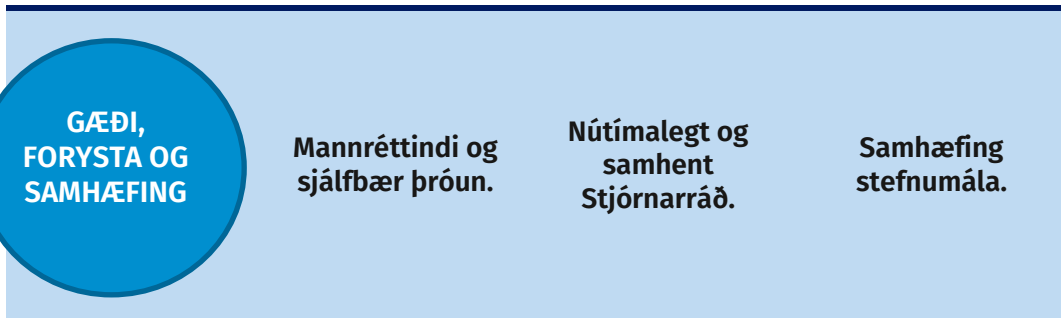 GÆÐI,
FORYSTA OG
SAMHÆFING
Mannréttindi og
sjálfbær þróun.
Nútímalegt og
samhent
Stjórnarráð.
Samhæfing
stefnumála.